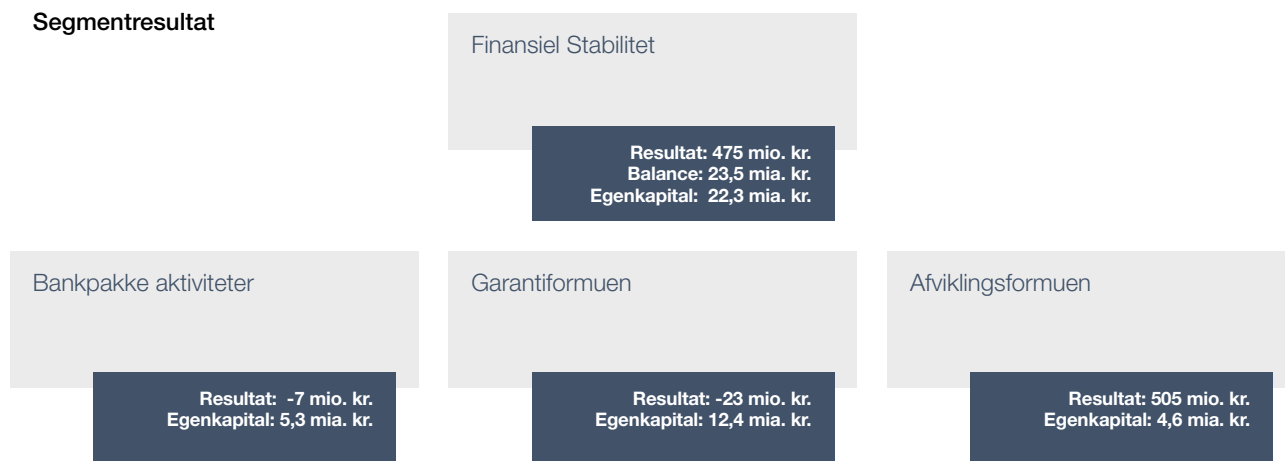 Segmentresultat
Finansiel Stabilitet
Resultat: 475 mio. kr.
Balance: 23,5 mia. kr.
Egenkapital: 22,3 mia. kr.
Bankpakke aktiviteter
Resultat: -7 mio. kr.
Egenkapital: 5,3 mia. kr.
Garantiformuen
Resultat: -23 mio. kr.
Egenkapital: 12,4 mia. kr.
Afviklingsformuen
Resultat: 505 mio. kr.
Egenkapital: 4,6 mia. kr.